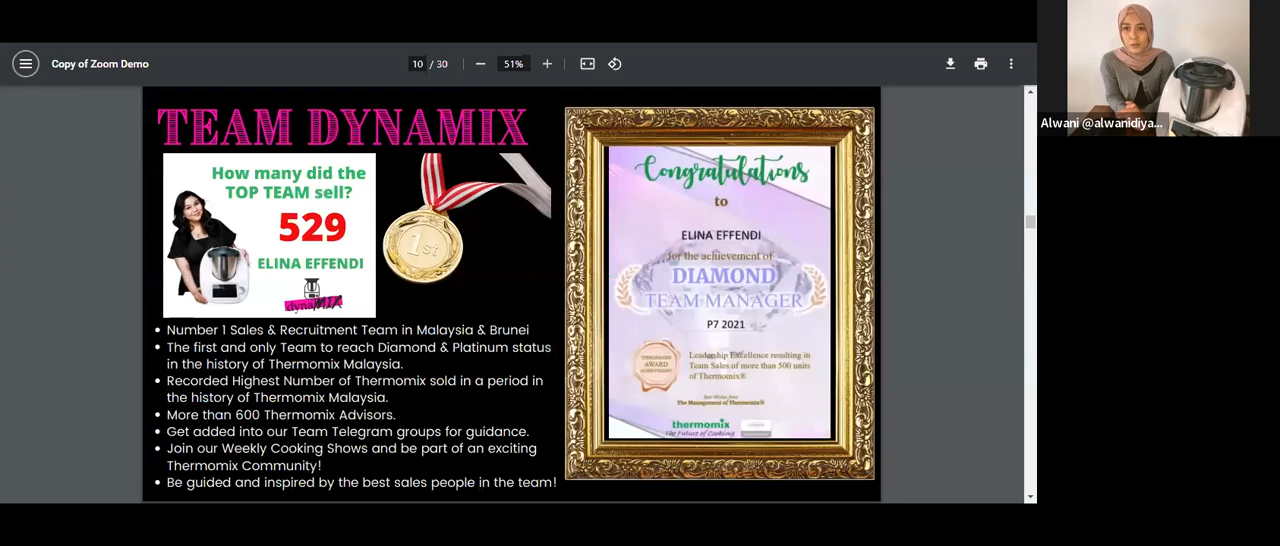 Copy of Zoom Demo
10 / 30
51%
Alwani @alwanidiya...
TEAM DYNAMIX
How many did the
TOP TEAM sell?
529
ELINA EFFENDI
dynaMIX
1st
• Number 1 Sales & Recruitment Team in Malaysia & Brunei
• The first and only Team to reach Diamond & Platinum status
in the history of Thermomix Malaysia.
• Recorded Highest Number of Thermomix sold in a period in
the history of Thermomix Malaysia.
• More than 600 Thermomix Advisors.
• Get added into our Team Telegram groups for guidance.
• Join our Weekly Cooking Shows and be part of an exciting
Thermomix Community!
• Be guided and inspired by the best sales people in the team!
Congratulations
to
ELINA EFFENDI
for the achievement of
DIAMOND
TEAM MANAGER
P7 2021
THERMOMIX
AWARD
ACHIEVEMENT
Leadership Excellence resulting in
Team Sales of more than 500 units
of Thermomix®
Best Wishes from
The Management of Thermomix®
thermomix
The Future of Cooking